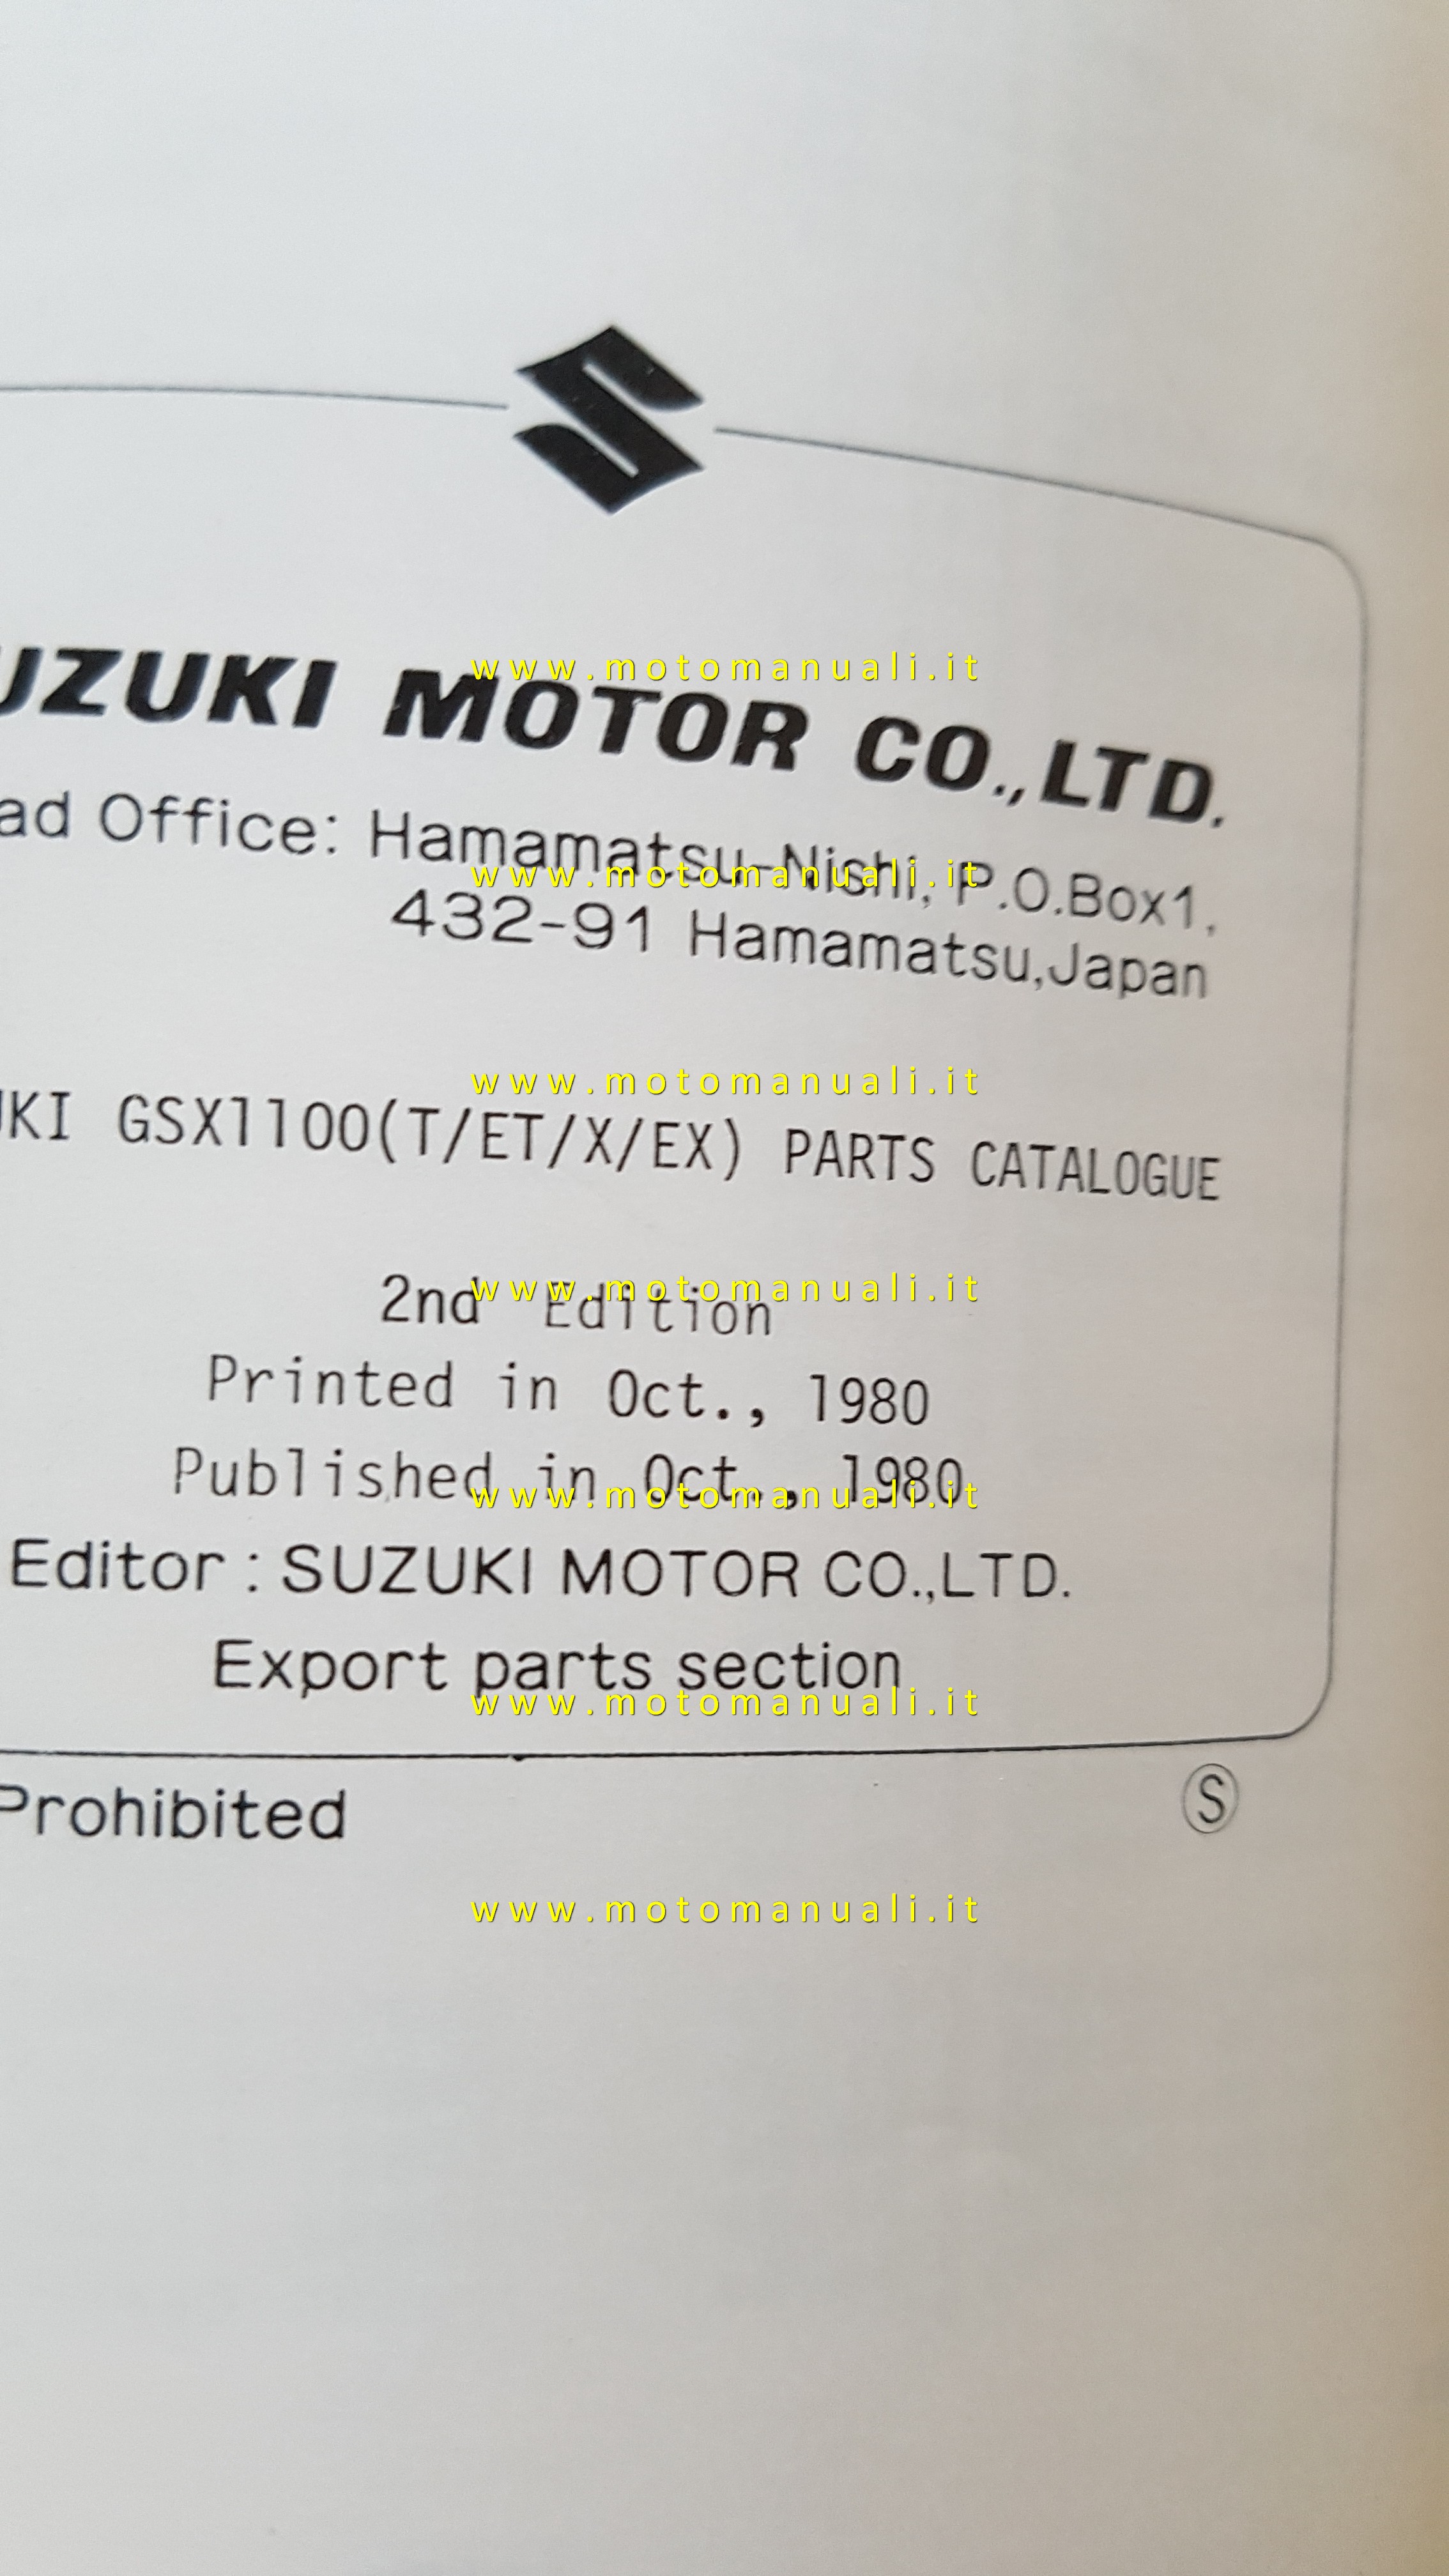 UZUKI MOTOR CO.,LTD.
www.motomanuali.it
ad Office: Hamamatsu-Nishi, P.O.Box1,
www.motomanuali.it
432-91 Hamamatsu,Japan
www.motomanuali.it
UKI GSX1100(T/ET/X/EX) PARTS CATALOGUE
www.motomanuali.it
2nd Edition
Printed in Oct., 1980
Published in Oct., 1980
www.motomanuali.it
Editor : SUZUKI MOTOR CO.,LTD.
Export parts section
www.motomanuali.it
Prohibited
Ⓢ
www.motomanuali.it